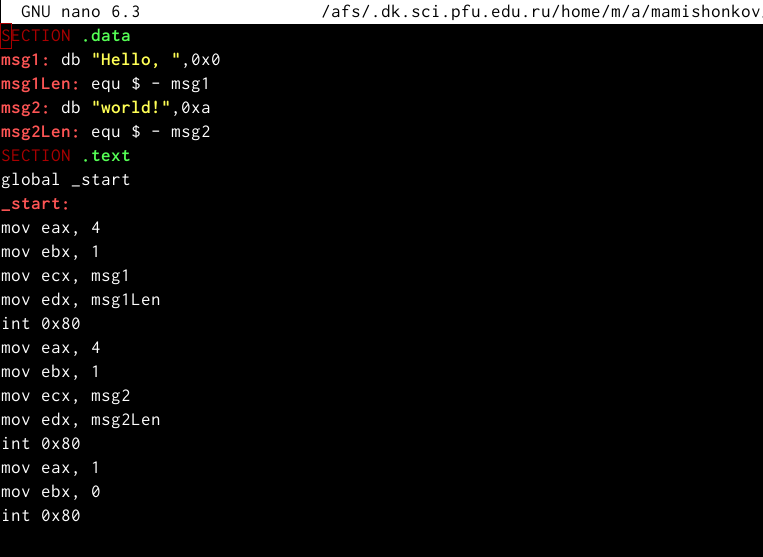 GNU nano 6.3 /afs/.dk.sci.pfu.edu.ru/home/m/a/mamishonkov
SECTION .data
msg1: db "Hello, ",0x0
msg1Len: equ $ - msg1
msg2: db "world!",0xa
msg2Len: equ $ - msg2
SECTION .text
global _start
_start:
mov eax, 4
mov ebx, 1
mov ecx, msg1
mov edx, msg1Len
int 0x80
mov eax, 4
mov ebx, 1
mov ecx, msg2
mov edx, msg2Len
int 0x80
mov eax, 1
mov ebx, 0
int 0x80